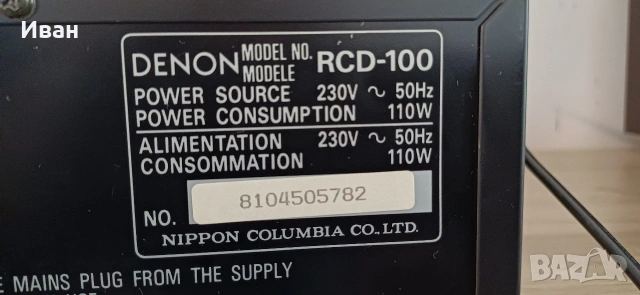 Иван
DENON MODEL NO. MODELE RCD-100
POWER SOURCE 230V ~ 50Hz
POWER CONSUMPTION 110W
ALIMENTATION 230V ~ 50Hz
CONSOMMATION 110W
NO. 8104505782
NIPPON COLUMBIA CO. LTD.
E MAINS PLUG FROM THE SUPPLY
BAZAR